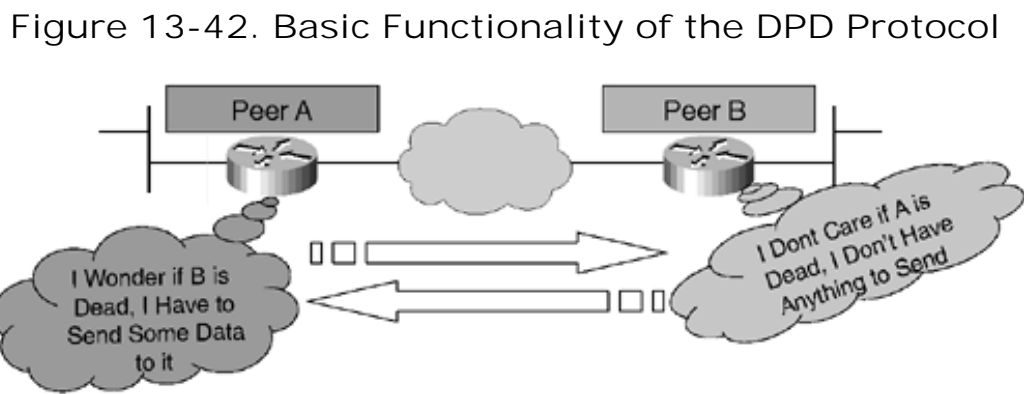 Figure 13-42. Basic Functionality of the DPD Protocol
Peer A
Peer B
I Wonder if B is
Dead, I Have to
Send Some Data
to it
I Dont Care if A is
Dead, I Don't Have
Anything to Send